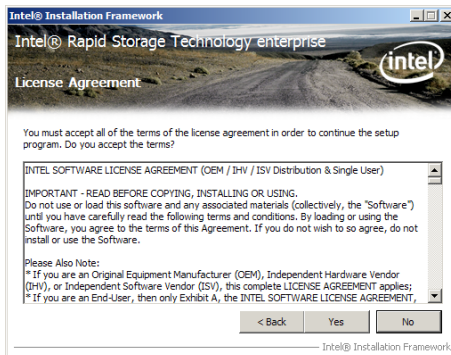 Intel® Installation Framework
Intel® Rapid Storage Technology enterprise
intel
License Agreement
You must accept all of the terms of the license agreement in order to continue the setup
program. Do you accept the terms?
INTEL SOFTWARE LICENSE AGREEMENT (OEM / IHV / ISV Distribution & Single User)
IMPORTANT - READ BEFORE COPYING, INSTALLING OR USING.
Do not use or load this software and any associated materials (collectively, the "Software")
until you have carefully read the following terms and conditions. By loading or using the
Software, you agree to the terms of this Agreement. If you do not wish to so agree, do not
install or use the Software.
Please Also Note:
* If you are an Original Equipment Manufacturer (OEM), Independent Hardware Vendor
(IHV), or Independent Software Vendor (ISV), this complete LICENSE AGREEMENT applies;
* If you are an End-User, then only Exhibit A, the INTEL SOFTWARE LICENSE AGREEMENT,
< Back Yes No
Intel® Installation Framework